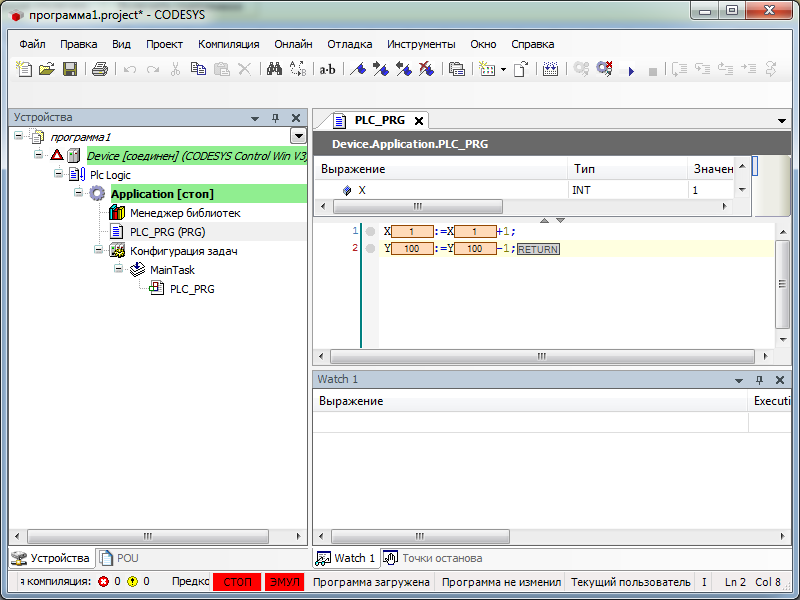 программа1.project* - CODESYS
Файл Правка Вид Проект Компиляция Онлайн Отладка Инструменты Окно Справка
Устройства
программа1
Device [соединен] (CODESYS Control Win V3)
Plc Logic
Application [стоп]
Менеджер библиотек
PLC_PRG (PRG)
Конфигурация задач
MainTask
PLC_PRG
Устройства POU
PLC_PRG
Device.Application.PLC_PRG
Выражение Тип Значен
X INT 1
1 X 1 :=X 1 +1;
2 Y 100 :=Y 100 -1;RETURN
Watch 1
Выражение Executi
Watch 1 Точки останова
я компиляция: 0 0 Предко СТОП ЭМУЛ Программа загружена Программа не изменил Текущий пользователь I Ln 2 Col 8